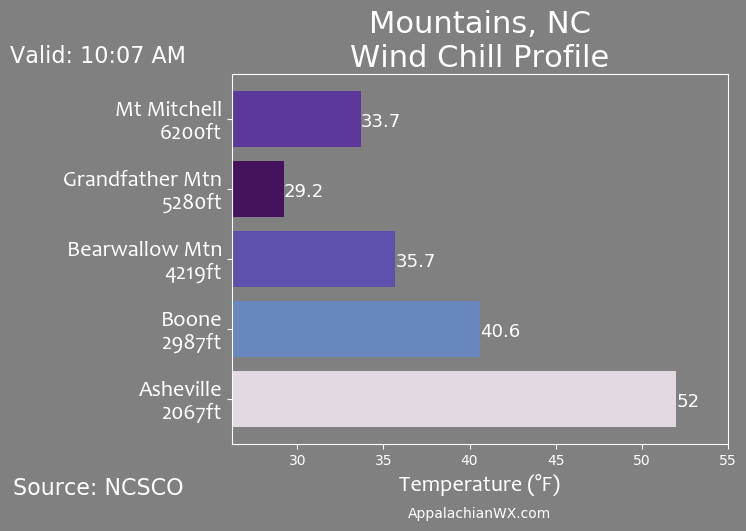 Mountains, NC
Wind Chill Profile
Valid: 10:07 AM
Mt Mitchell
6200ft
33.7
Grandfather Mtn
5280ft
29.2
Bearwallow Mtn
4219ft
35.7
Boone
2987ft
40.6
Asheville
2067ft
52
30 35 40 45 50 55
Temperature (°F)
Source: NCSCO
AppalachianWX.com